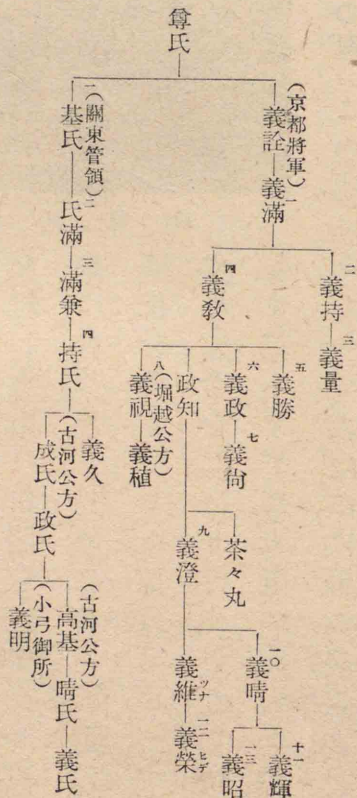 尊氏
(京都將軍)
義詮―義滿 一
二 義持―義量 三
四 義教
五 義勝
六 義政―義尙 七
政知
(堀越公方)
八 義視―義植
茶々丸
九 義澄
一〇 義晴
十一 義輝
一三 義昭
義維 ツナ―義榮 一二 ヒデ
(關東管領)
一 基氏―氏滿 二―滿兼 三―持氏 四
義久
(古河公方)
成氏―政氏
(古河公方)
高基―晴氏―義氏
(小弓御所)
義明